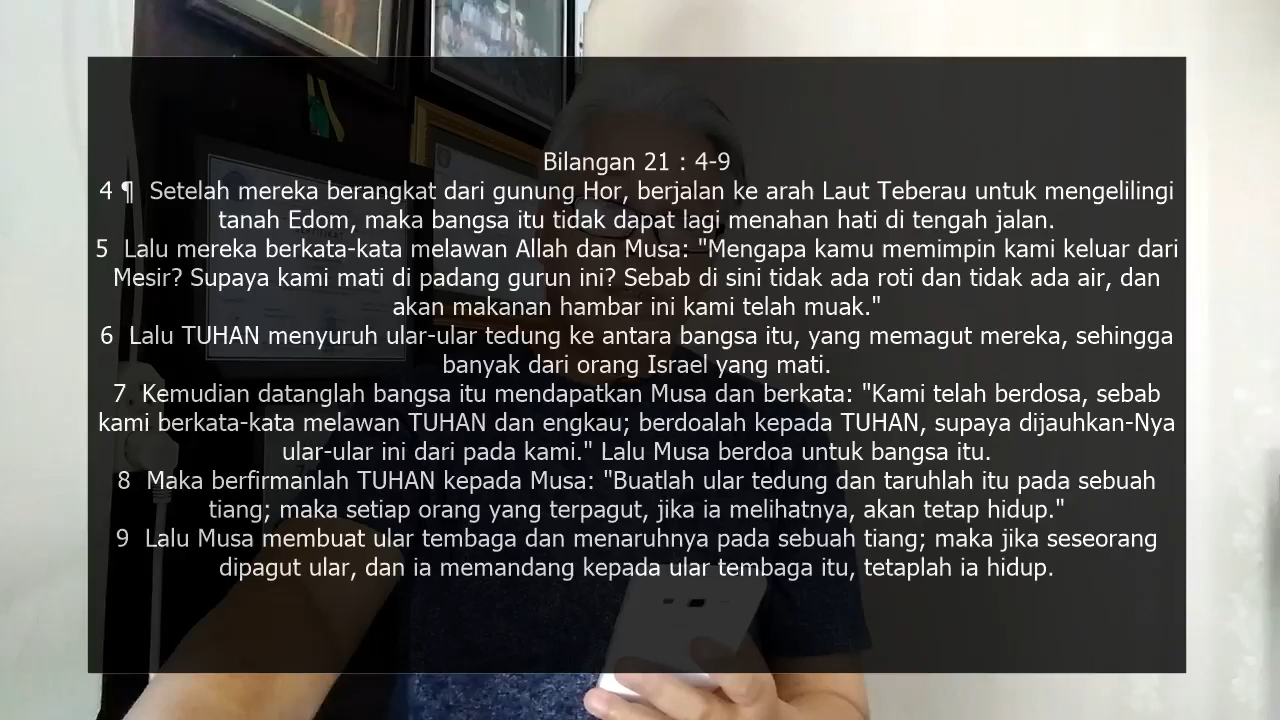 Bilangan 21 : 4-9
4 ¶ Setelah mereka berangkat dari gunung Hor, berjalan ke arah Laut Teberau untuk mengelilingi
tanah Edom, maka bangsa itu tidak dapat lagi menahan hati di tengah jalan.
5 Lalu mereka berkata-kata melawan Allah dan Musa: "Mengapa kamu memimpin kami keluar dari
Mesir? Supaya kami mati di padang gurun ini? Sebab di sini tidak ada roti dan tidak ada air, dan
akan makanan hambar ini kami telah muak."
6 Lalu TUHAN menyuruh ular-ular tedung ke antara bangsa itu, yang memagut mereka, sehingga
banyak dari orang Israel yang mati.
7 Kemudian datanglah bangsa itu mendapatkan Musa dan berkata: "Kami telah berdosa, sebab
kami berkata-kata melawan TUHAN dan engkau; berdoalah kepada TUHAN, supaya dijauhkan-Nya
ular-ular ini dari pada kami." Lalu Musa berdoa untuk bangsa itu.
8 Maka berfirmanlah TUHAN kepada Musa: "Buatlah ular tedung dan taruhlah itu pada sebuah
tiang; maka setiap orang yang terpagut, jika ia melihatnya, akan tetap hidup."
9 Lalu Musa membuat ular tembaga dan menaruhnya pada sebuah tiang; maka jika seseorang
dipagut ular, dan ia memandang kepada ular tembaga itu, tetaplah ia hidup.